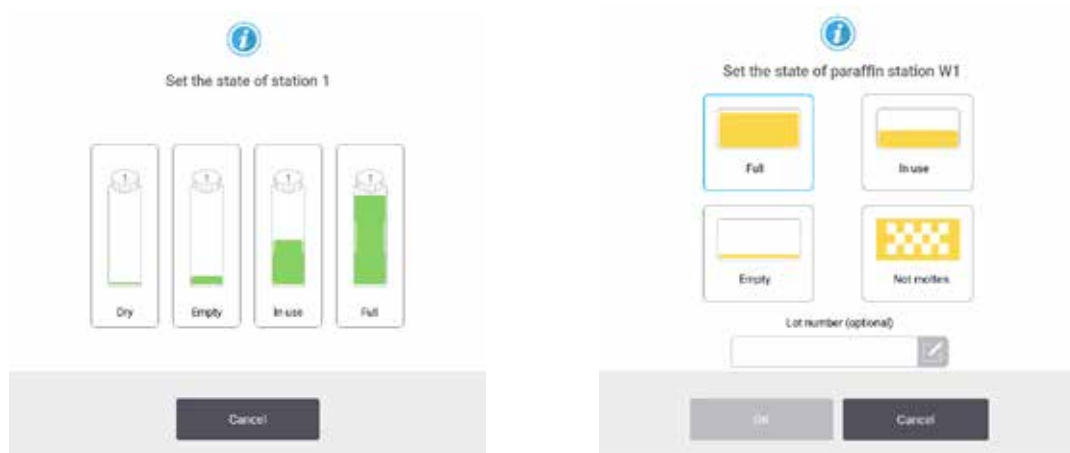 Set the state of station 1
1 1 1 1
Dry Empty In use Full
Cancel
Set the state of paraffin station W1
Full In use
Empty Not molten
Lot number (optional)
OK Cancel